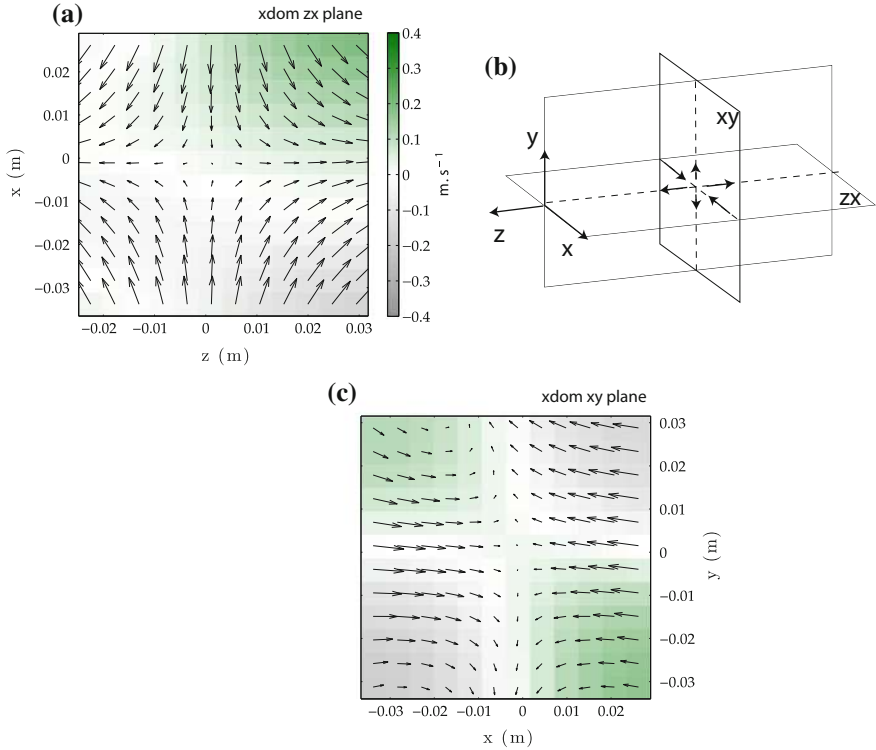 (a)
xdom zx plane
0.02
0.01
0
−0.01
−0.02
−0.03
x (m)
−0.02 −0.01 0 0.01 0.02 0.03
z (m)
0.4
0.3
0.2
0.1
0
−0.1
−0.2
−0.3
−0.4
m.s−1
(b)
y
xy
zx
z
x
(c)
xdom xy plane
0.03
0.02
0.01
0
−0.01
−0.02
−0.03
y (m)
−0.03 −0.02 −0.01 0 0.01 0.02
x (m)